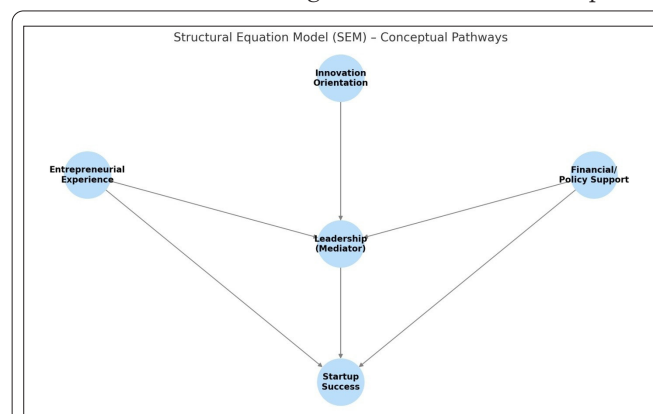 Structural Equation Model (SEM) – Conceptual Pathways
Innovation
Orientation
Entrepreneurial
Experience
Financial/
Policy Support
Leadership
(Mediator)
Startup
Success